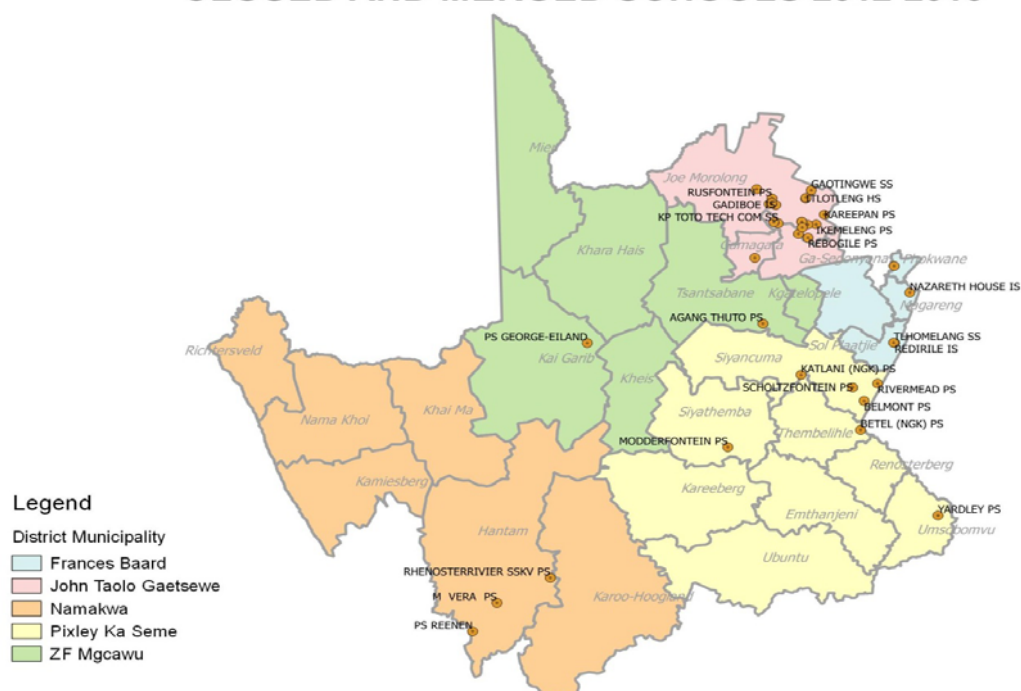 Mier
Joe Morolong
GAOTINGWE SS
RUSFONTEIN PS
ITLOTLENG HS
GADIBOE IS
KAREEPAN PS
KP TOTO TECH COM SS
IKEMELENG PS
REBOGILE PS
Gamagara
Khara Hais
Ga-Segonyana
Phokwane
NAZARETH HOUSE IS
Magareng
Tsantsabane
Kgatelopele
AGANG THUTO PS
PS GEORGE-EILAND
TEHOMELANG SS
REDIRILE IS
Sol Plaatjie
Richtersveld
Kai Garib
Siyancuma
KATLANI (NGK) PS
Kheis
SCHOLTZFONTEIN PS
RIVERMEAD PS
Khai Ma
Siyathemba
BELMONT PS
Nama Khoi
BETEL (NGK) PS
Thembelihle
MODDERFONTEIN PS
Renosterberg
Kamiesberg
Kareeberg
YARDLEY PS
Emthanjeni
Umsobomvu
Hantam
Ubuntu
RHENOSTERRIVIER SSKV PS
M VERA PS
Karoo-Hoogland
PS REENEN
Legend
District Municipality
Frances Baard
John Taolo Gaetsewe
Namakwa
Pixley Ka Seme
ZF Mgcawu